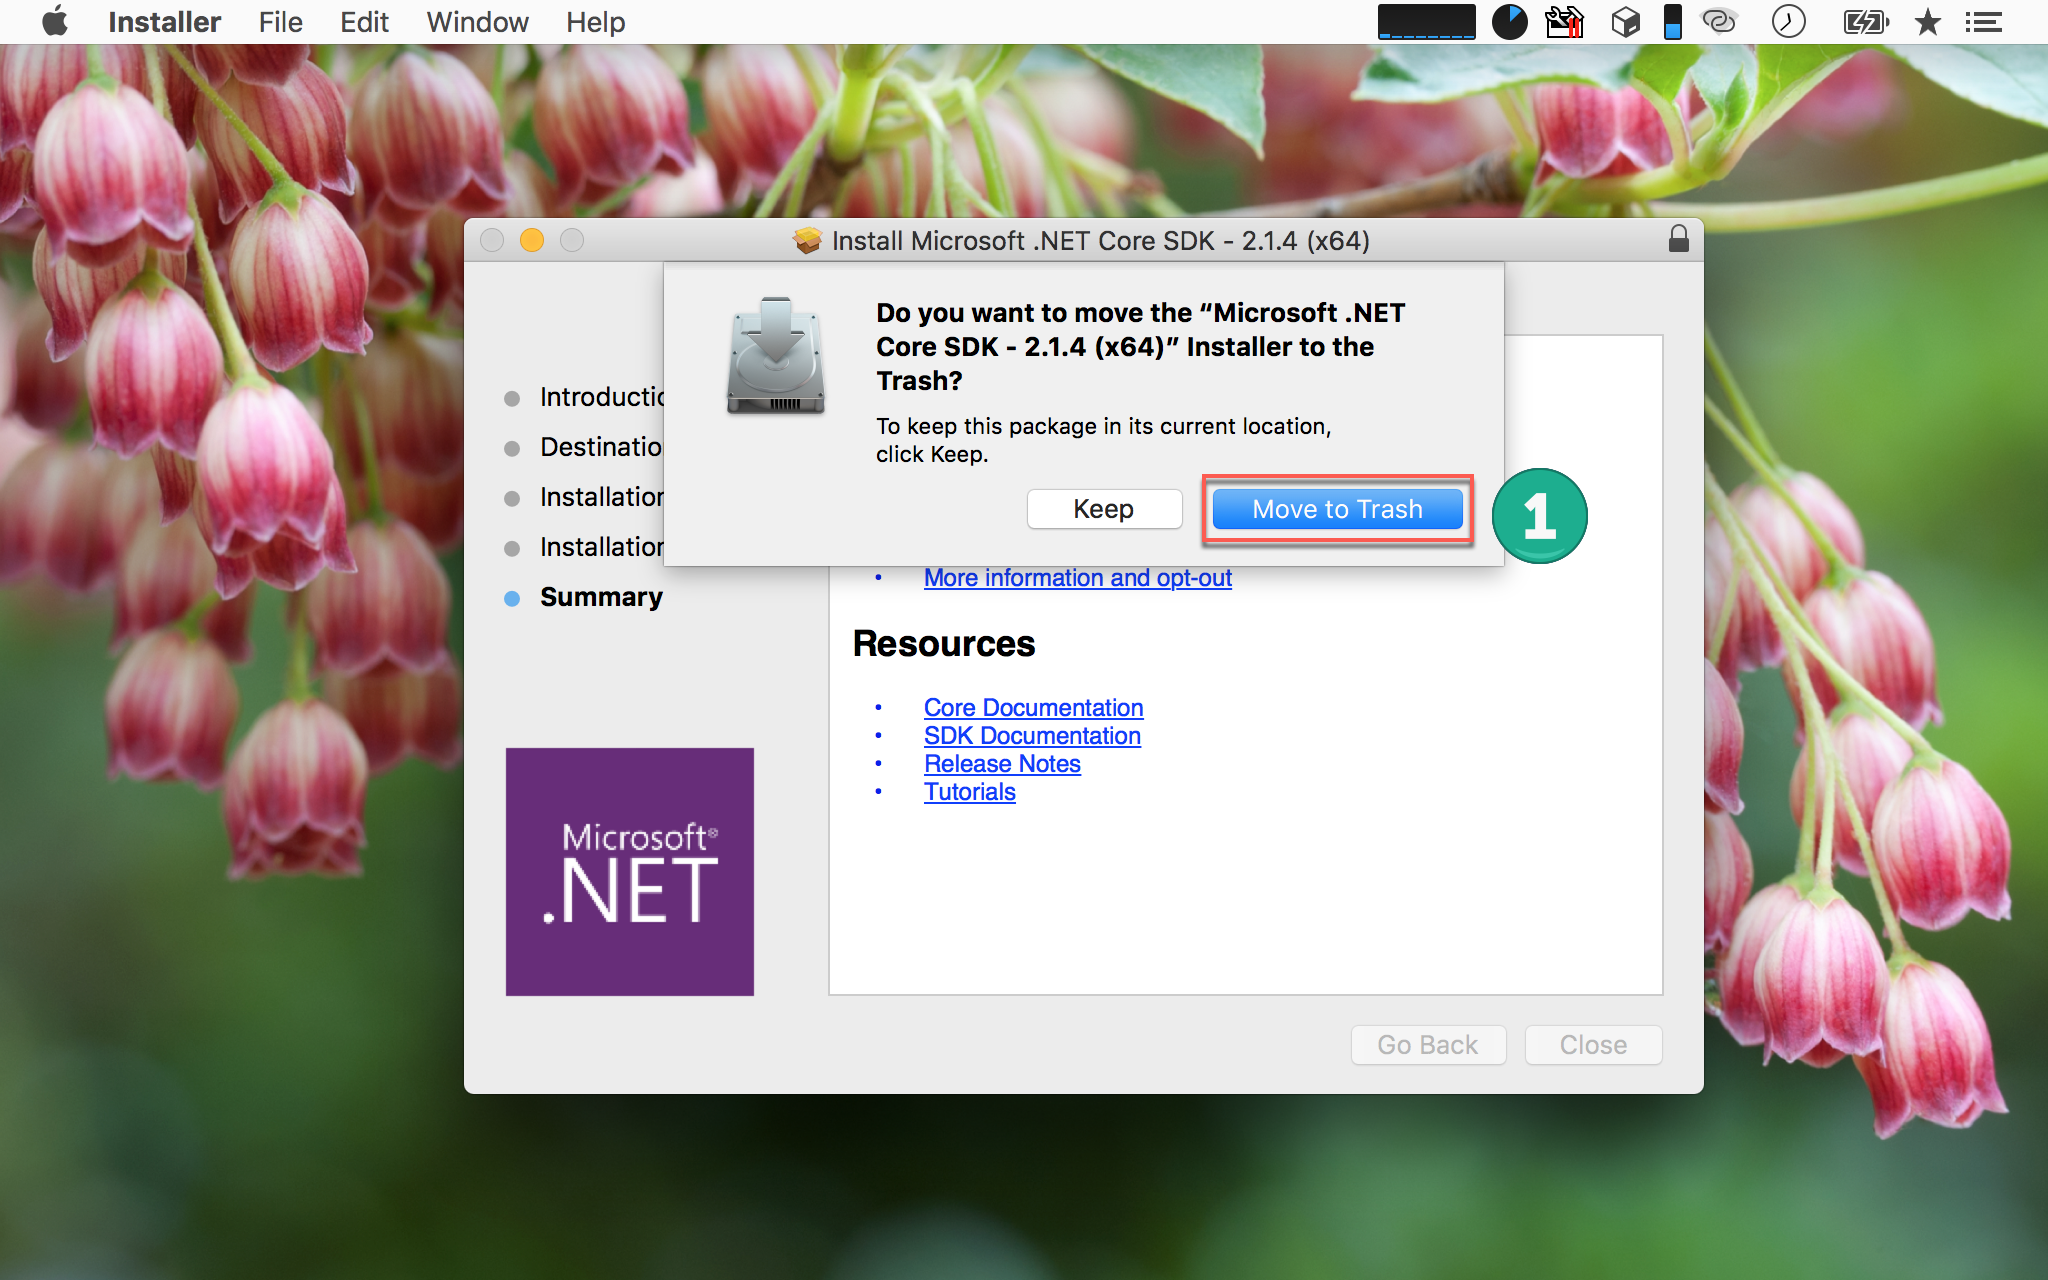 Installer File Edit Window Help
Install Microsoft .NET Core SDK - 2.1.4 (x64)
Do you want to move the “Microsoft .NET
Core SDK - 2.1.4 (x64)” Installer to the
Trash?
To keep this package in its current location,
click Keep.
Keep
Move to Trash
1
Introductio
Destinatio
Installation
Installation
Summary
More information and opt-out
Resources
• Core Documentation
• SDK Documentation
• Release Notes
• Tutorials
Microsoft®
.NET
Go Back
Close